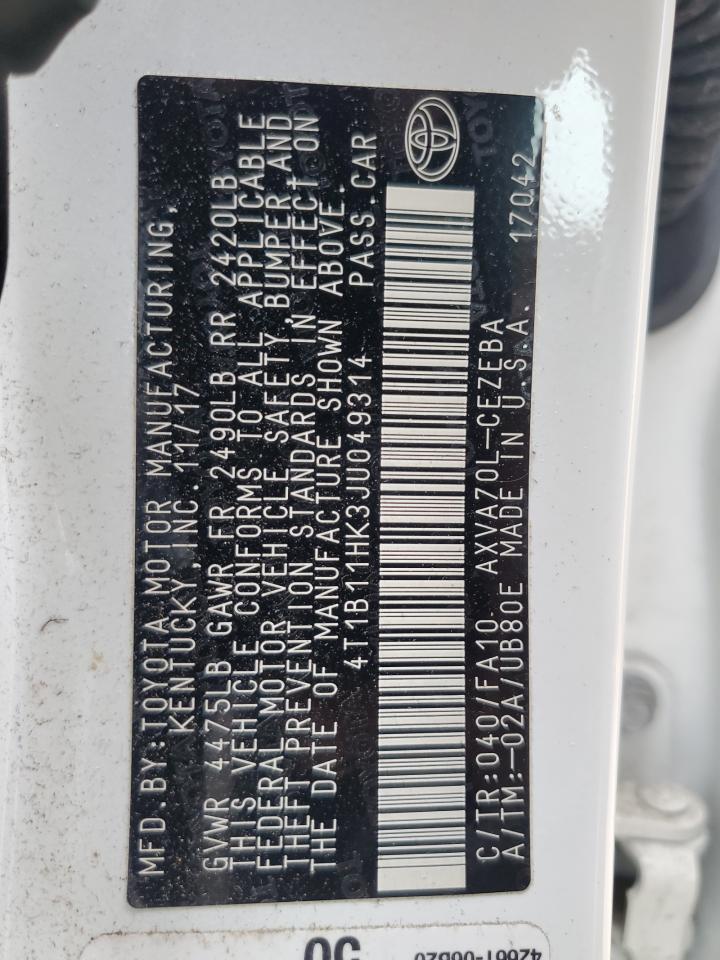 MFD.BY:TOYOTA MOTOR MANUFACTURING,
KENTUCKY,INC. 11/17
GVWR 4475LB GAWR FR 2490LB RR 2420LB
THIS VEHICLE CONFORMS TO ALL APPLICABLE
FEDERAL MOTOR VEHICLE SAFETY,BUMPER,AND
THEFT PREVENTION STANDARDS IN EFFECT ON
THE DATE OF MANUFACTURE SHOWN ABOVE.
4T1B11HK3JU049314 PASS.CAR
C/TR:040/FA10 AXVA70L-CEZEBA
A/TM:-02A/UB80E MADE IN U.S.A. 17042